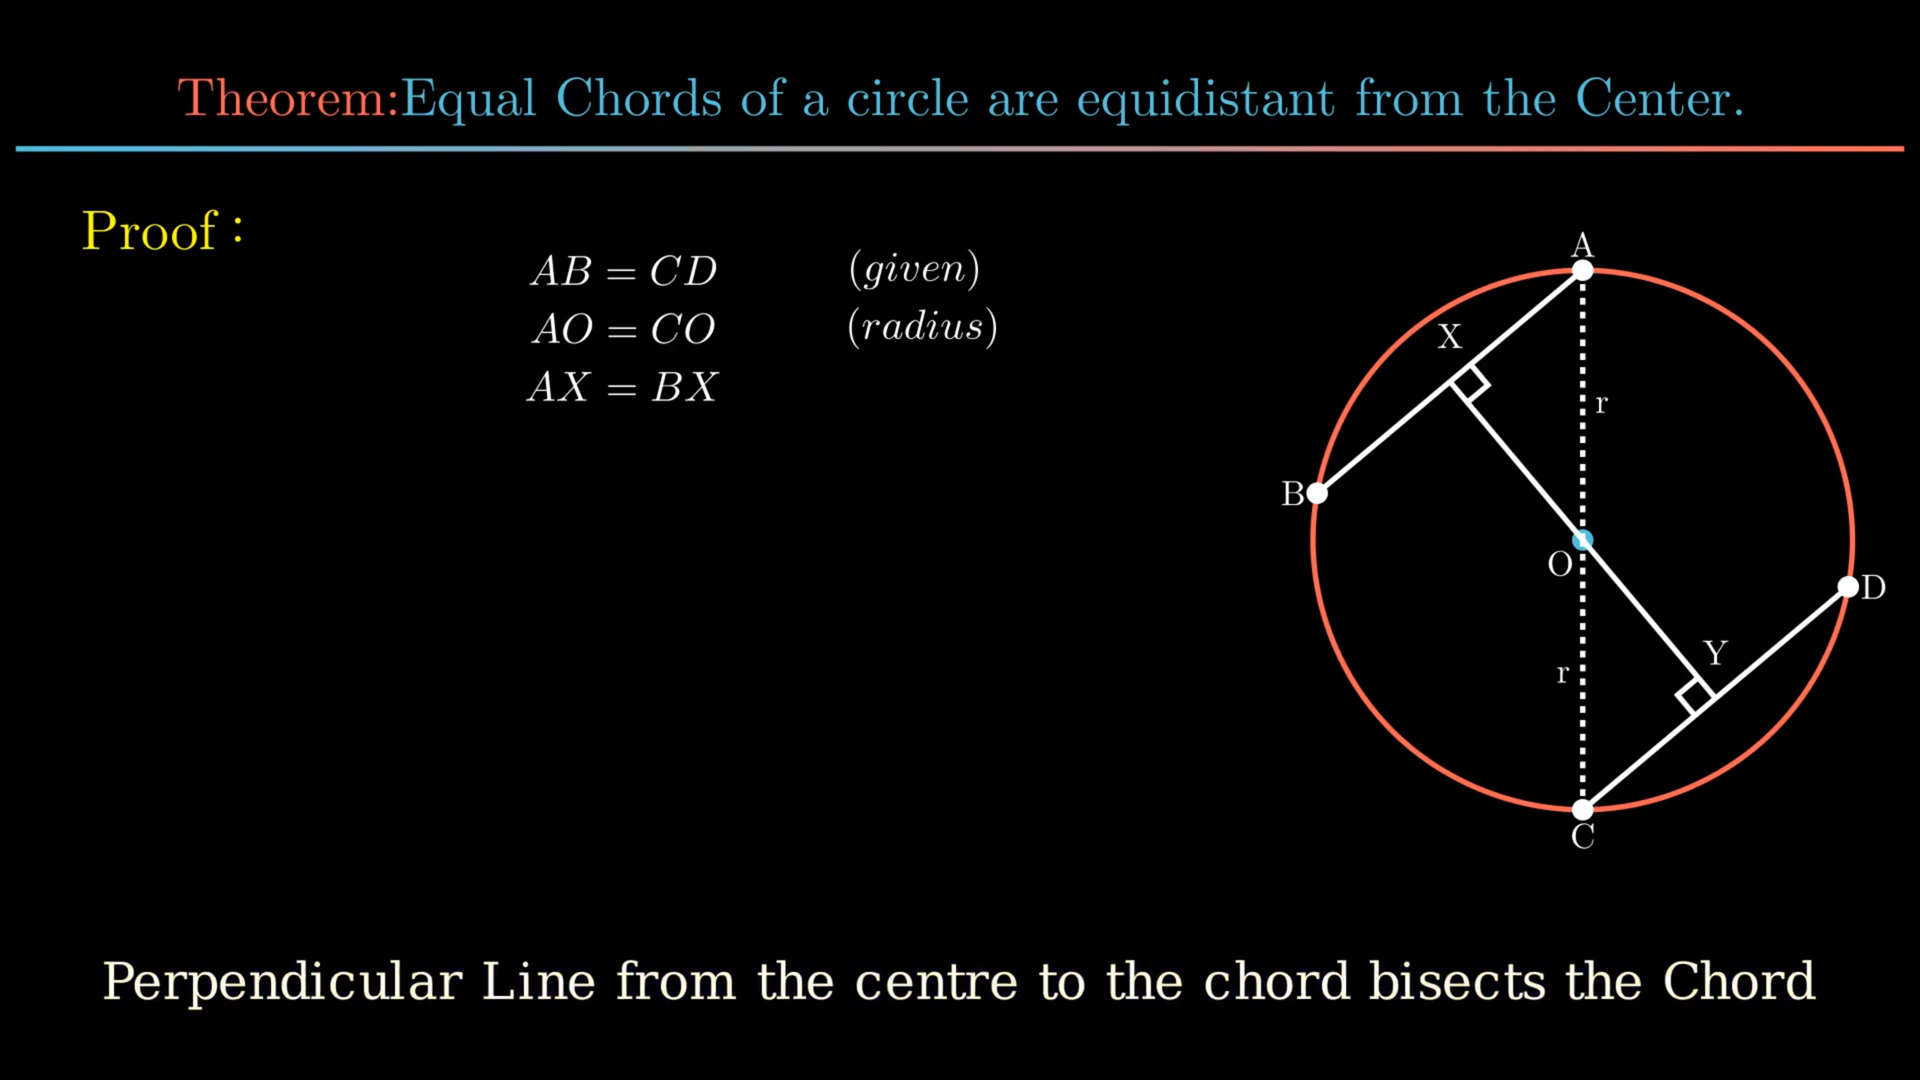 Theorem:Equal Chords of a circle are equidistant from the Center.
Proof :
AB = CD (given)
AO = CO (radius)
AX = BX
A
X
r
B
O
D
Y
r
C
Perpendicular Line from the centre to the chord bisects the Chord